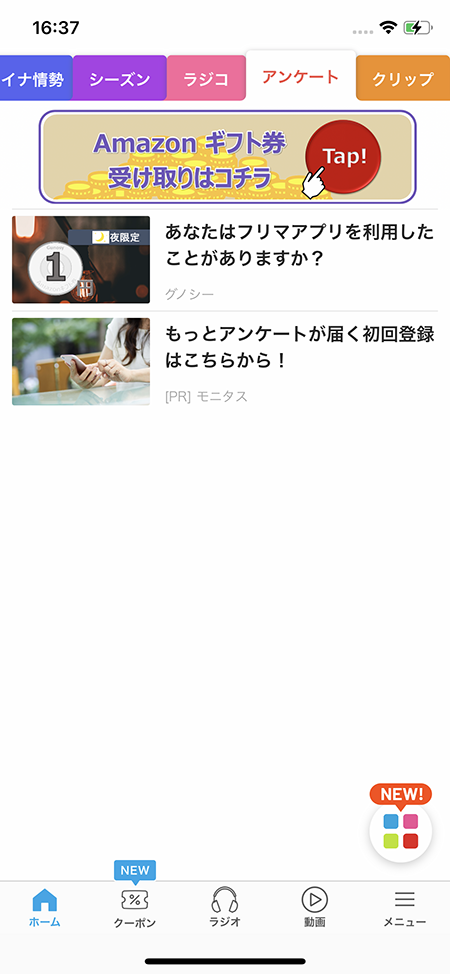 16:37
イナ情勢
シーズン
ラジコ
アンケート
クリップ
Amazon ギフト券
受け取りはコチラ
Tap!
1
夜限定
あなたはフリマアプリを利用した
ことがありますか？
グノシー
もっとアンケートが届く初回登録
はこちらから！
[PR] モニタス
NEW!
NEW
ホーム
クーポン
ラジオ
動画
メニュー